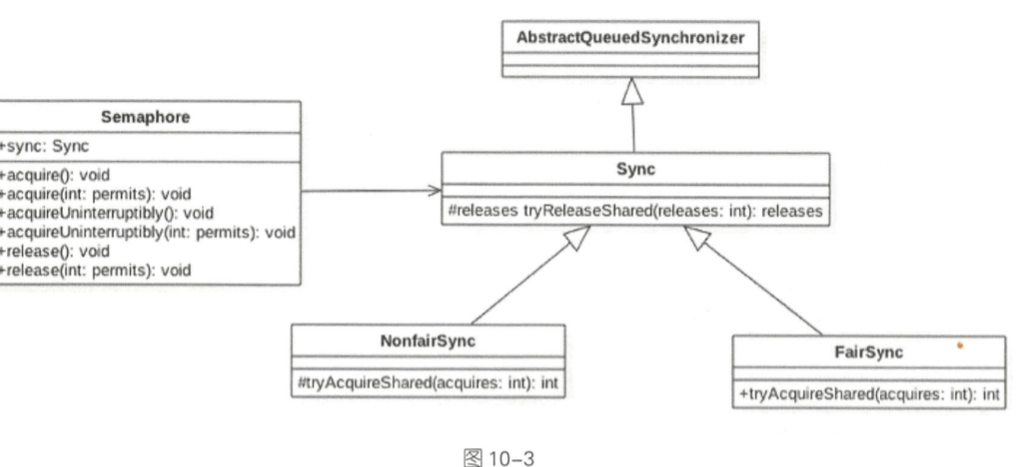 AbstractQueuedSynchronizer
Semaphore
+sync: Sync
+acquire(): void
+acquire(int: permits): void
+acquireUninterruptibly(): void
+acquireUninterruptibly(int: permits): void
+release(): void
+release(int: permits): void
Sync
#releases tryReleaseShared(releases: int): releases
NonfairSync
#tryAcquireShared(acquires: int): int
FairSync
+tryAcquireShared(acquires: int): int
图 10-3